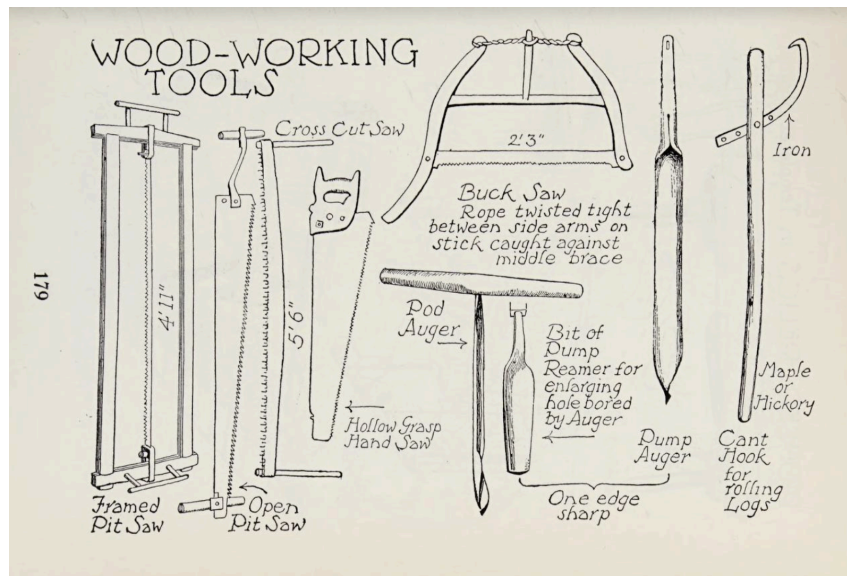 WOOD-WORKING
TOOLS
Cross Cut Saw
2'3"
Iron
Buck Saw
Rope twisted tight
between side arms on
stick caught against
middle brace
179
4'11"
5'6"
Pod
Auger
Bit of
Pump
Reamer for
enlarging
hole bored
by Auger
Maple
or
Hickory
Hollow Grasp
Hand Saw
Pump
Auger
Cant
Hook
for
rolling
Logs
Framed
Pit Saw
Open
Pit Saw
One edge
sharp